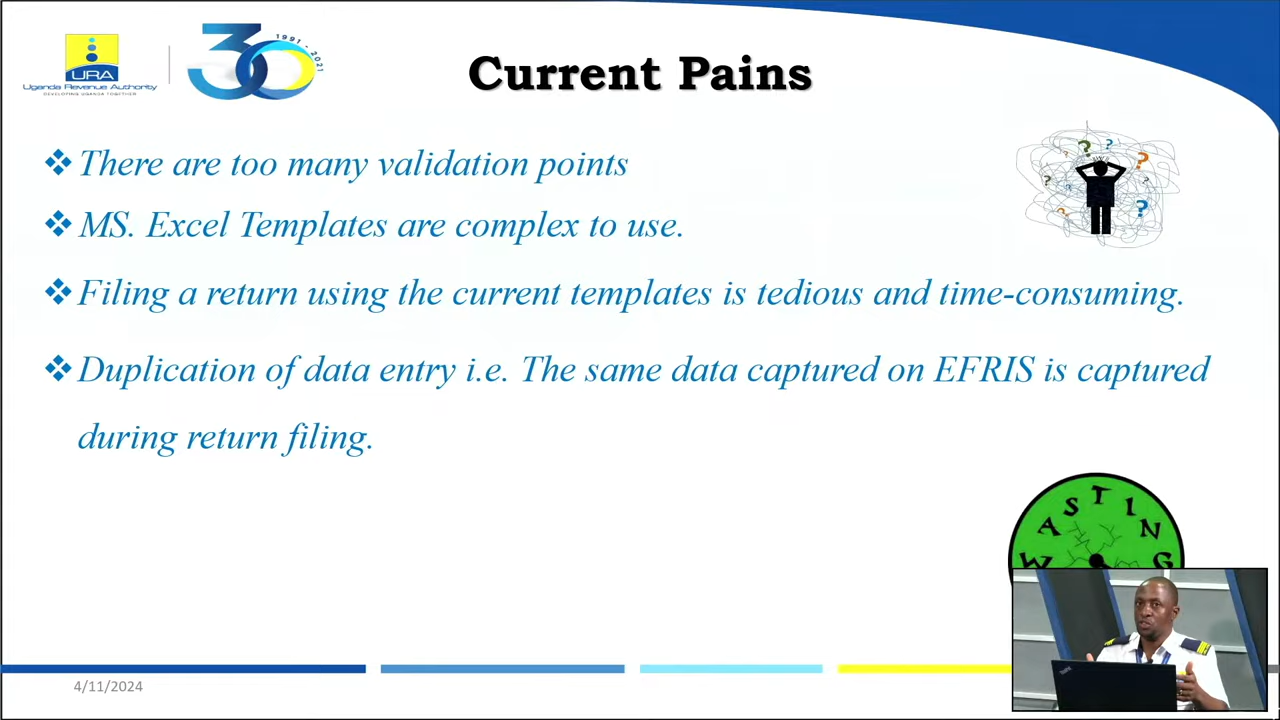 URA
Uganda Revenue Authority
DEVELOPING UGANDA TOGETHER
30
1991 - 2021
Current Pains
❖ There are too many validation points
❖ MS. Excel Templates are complex to use.
❖ Filing a return using the current templates is tedious and time-consuming.
❖ Duplication of data entry i.e. The same data captured on EFRIS is captured
during return filing.
WASTING
4/11/2024